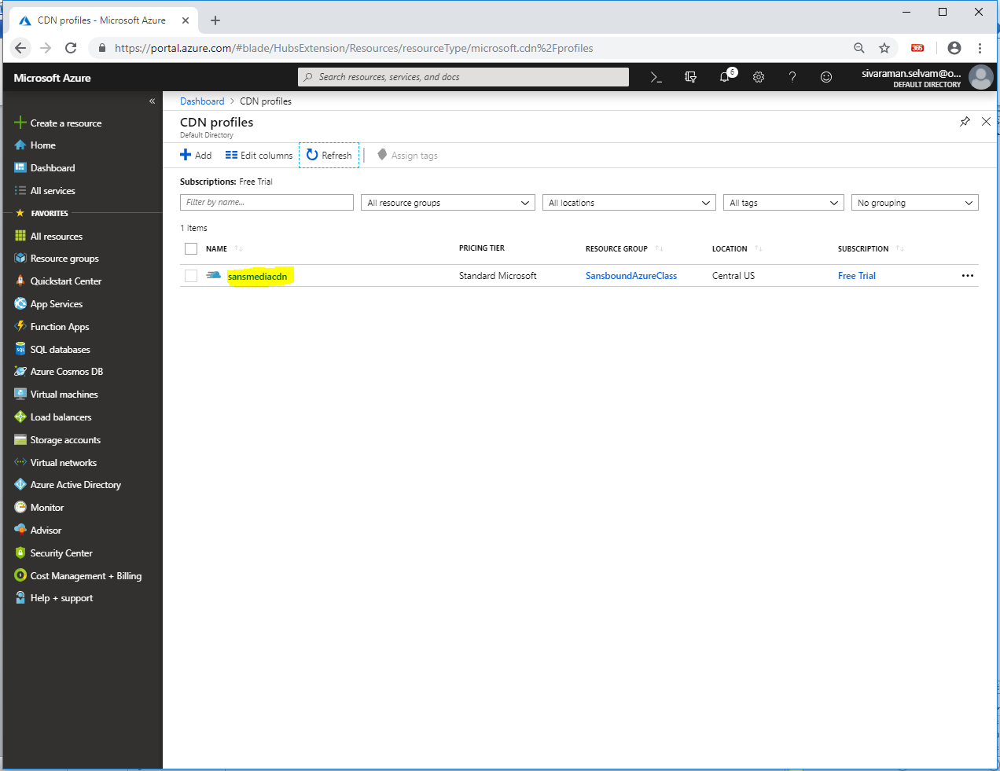 CDN profiles - Microsoft Azure
https://portal.azure.com/#blade/HubsExtension/Resources/resourceType/microsoft.cdn%2Fprofiles
365
Microsoft Azure
Search resources, services, and docs
6
sivaraman.selvam@o...
DEFAULT DIRECTORY
Dashboard > CDN profiles
CDN profiles
Default Directory
Add
Edit columns
Refresh
Assign tags
Subscriptions: Free Trial
Filter by name...
All resource groups
All locations
All tags
No grouping
1 items
NAME PRICING TIER RESOURCE GROUP LOCATION SUBSCRIPTION
sansmediacdn Standard Microsoft SansboundAzureClass Central US Free Trial
Create a resource
Home
Dashboard
All services
FAVORITES
All resources
Resource groups
Quickstart Center
App Services
Function Apps
SQL databases
Azure Cosmos DB
Virtual machines
Load balancers
Storage accounts
Virtual networks
Azure Active Directory
Monitor
Advisor
Security Center
Cost Management + Billing
Help + support